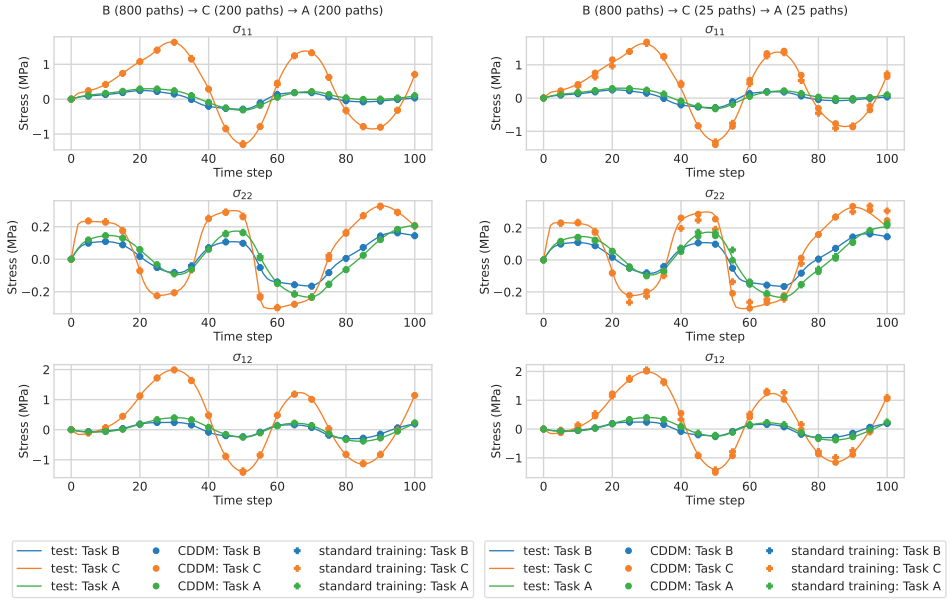 B (800 paths) → C (200 paths) → A (200 paths)
σ11
Stress (MPa)
1
0
−1
0 20 40 60 80 100
Time step
σ22
Stress (MPa)
0.2
0.0
−0.2
0 20 40 60 80 100
Time step
σ12
Stress (MPa)
2
1
0
−1
0 20 40 60 80 100
Time step
test: Task B CDDM: Task B standard training: Task B
test: Task C CDDM: Task C standard training: Task C
test: Task A CDDM: Task A standard training: Task A
B (800 paths) → C (25 paths) → A (25 paths)
σ11
Stress (MPa)
1
0
−1
0 20 40 60 80 100
Time step
σ22
Stress (MPa)
0.2
0.0
−0.2
0 20 40 60 80 100
Time step
σ12
Stress (MPa)
2
1
0
−1
0 20 40 60 80 100
Time step
test: Task B CDDM: Task B standard training: Task B
test: Task C CDDM: Task C standard training: Task C
test: Task A CDDM: Task A standard training: Task A